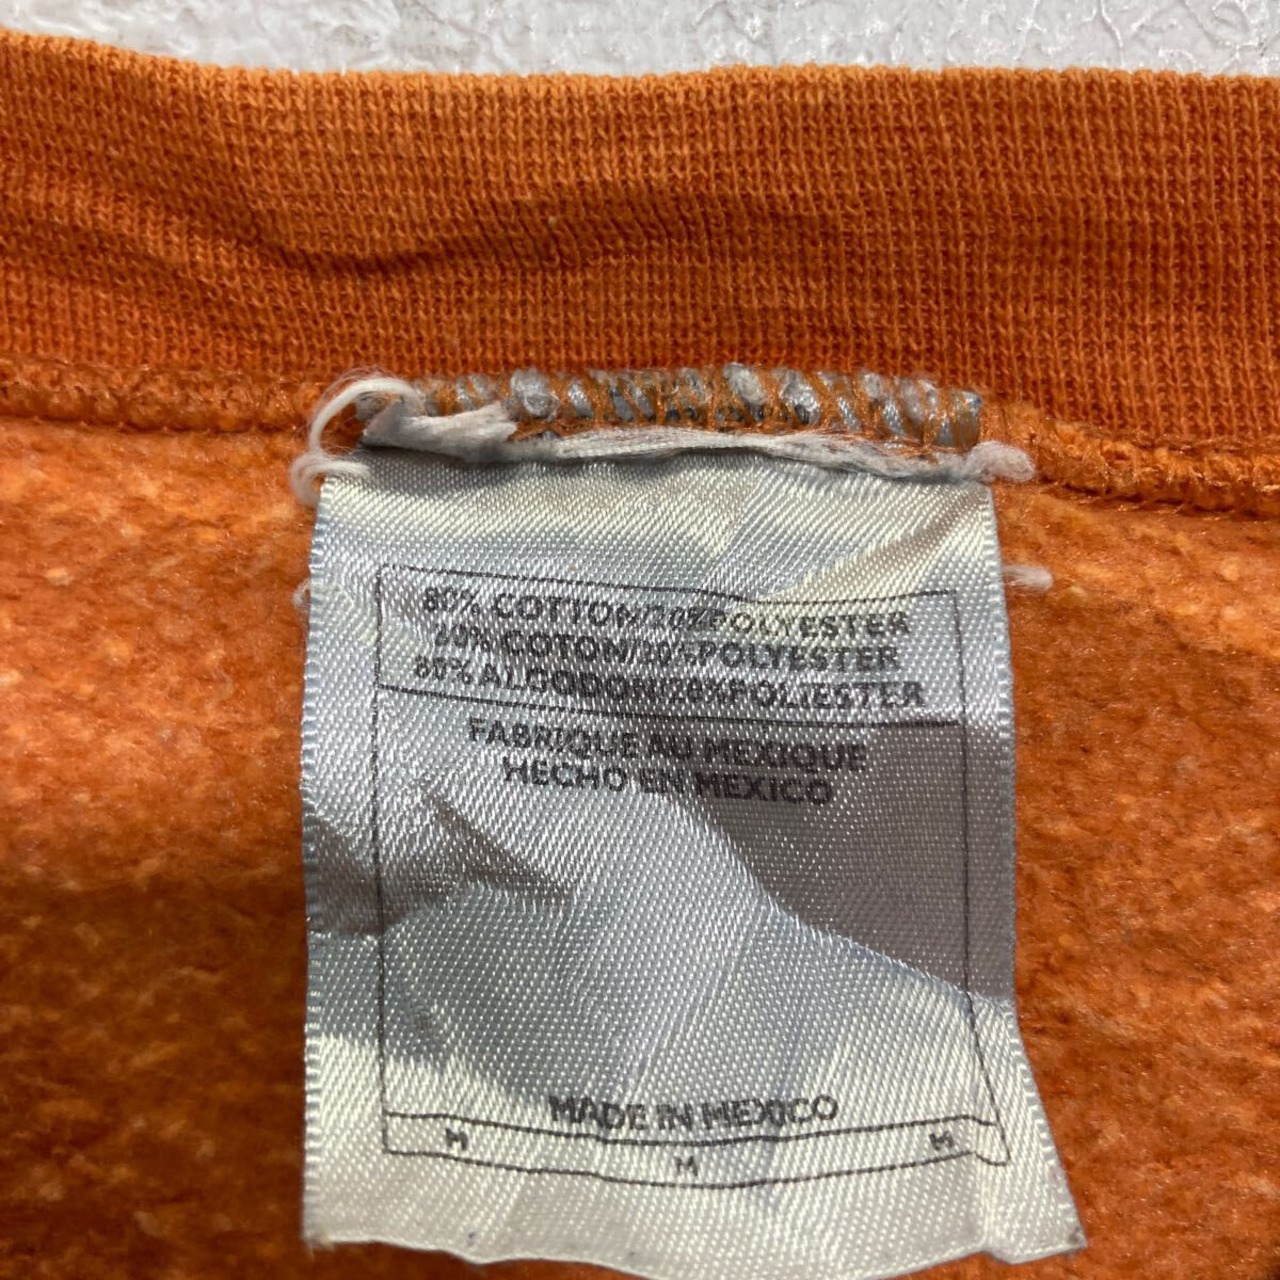 80% COTTON/20%POLYESTER
80% COTON/20%POLYESTER
80% ALGODON/20%POLIESTER
FABRIQUE AU MEXIQUE
HECHO EN MEXICO
MADE IN MEXICO
M M M